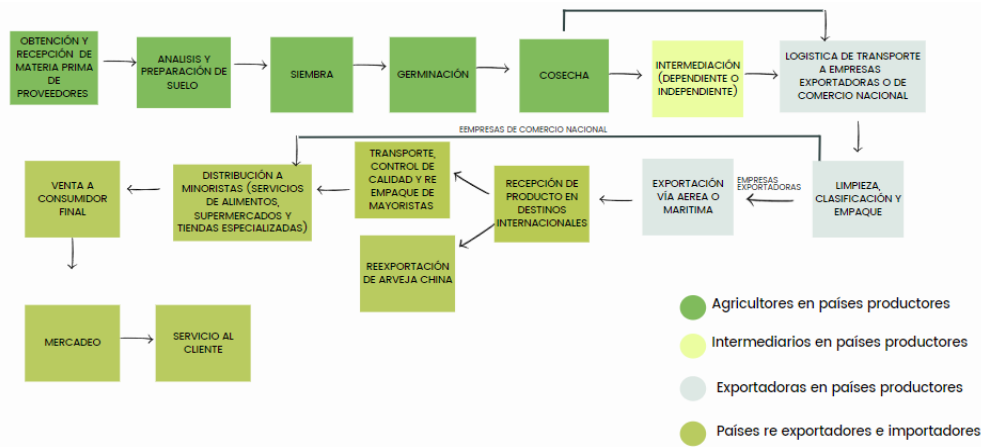 OBTENCIÓN Y
RECEPCIÓN DE
MATERIA PRIMA
DE
PROVEEDORES
ANALISIS Y
PREPARACIÓN DE
SUELO
SIEMBRA
GERMINACIÓN
COSECHA
INTERMEDIACIÓN
(DEPENDIENTE O
INDEPENDIENTE)
LOGISTICA DE TRANSPORTE
A EMPRESAS
EXPORTADORAS O DE
COMERCIO NACIONAL
EEMPRESAS DE COMERCIO NACIONAL
LIMPIEZA,
CLASIFICACIÓN Y
EMPAQUE
EMPRESAS
EXPORTADORAS
EXPORTACIÓN
VÍA AEREA O
MARITIMA
RECEPCIÓN DE
PRODUCTO EN
DESTINOS
INTERNACIONALES
TRANSPORTE,
CONTROL DE
CALIDAD Y RE
EMPAQUE DE
MAYORISTAS
REEXPORTACIÓN
DE ARVEJA CHINA
DISTRIBUCIÓN A
MINORISTAS (SERVICIOS
DE ALIMENTOS,
SUPERMERCADOS Y
TIENDAS ESPECIALIZADAS)
VENTA A
CONSUMIDOR
FINAL
MERCADEO
SERVICIO AL
CLIENTE
Agricultores en países productores
Intermediarios en países productores
Exportadoras en países productores
Países re exportadores e importadores